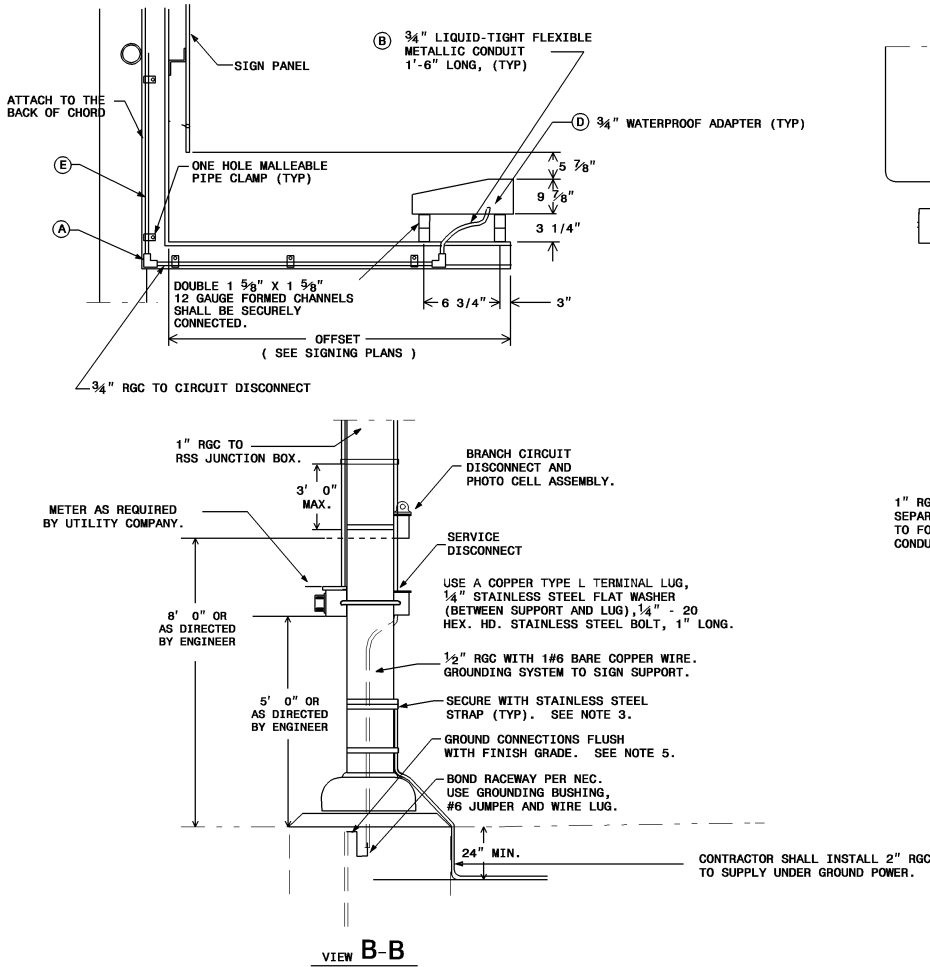 B
¾" LIQUID-TIGHT FLEXIBLE
METALLIC CONDUIT
1'-6" LONG, (TYP)
SIGN PANEL
ATTACH TO THE
BACK OF CHORD
D
¾" WATERPROOF ADAPTER (TYP)
5 ⅞"
E
ONE HOLE MALLEABLE
PIPE CLAMP (TYP)
9 ⅞"
A
3 1/4"
DOUBLE 1 ⅝" X 1 ⅝"
12 GAUGE FORMED CHANNELS
SHALL BE SECURELY
CONNECTED.
6 3/4"
3"
OFFSET
( SEE SIGNING PLANS )
¾" RGC TO CIRCUIT DISCONNECT
1" RGC TO
RSS JUNCTION BOX.
BRANCH CIRCUIT
DISCONNECT AND
PHOTO CELL ASSEMBLY.
3' 0"
MAX.
METER AS REQUIRED
BY UTILITY COMPANY.
1" RG
SEPAR
TO FO
CONDU
SERVICE
DISCONNECT
USE A COPPER TYPE L TERMINAL LUG,
¼" STAINLESS STEEL FLAT WASHER
(BETWEEN SUPPORT AND LUG), ¼" - 20
HEX. HD. STAINLESS STEEL BOLT, 1" LONG.
8' 0" OR
AS DIRECTED
BY ENGINEER
½" RGC WITH 1#6 BARE COPPER WIRE.
GROUNDING SYSTEM TO SIGN SUPPORT.
5' 0" OR
AS DIRECTED
BY ENGINEER
SECURE WITH STAINLESS STEEL
STRAP (TYP). SEE NOTE 3.
GROUND CONNECTIONS FLUSH
WITH FINISH GRADE. SEE NOTE 5.
BOND RACEWAY PER NEC.
USE GROUNDING BUSHING,
#6 JUMPER AND WIRE LUG.
24" MIN.
CONTRACTOR SHALL INSTALL 2" RGC
TO SUPPLY UNDER GROUND POWER.
VIEW B-B